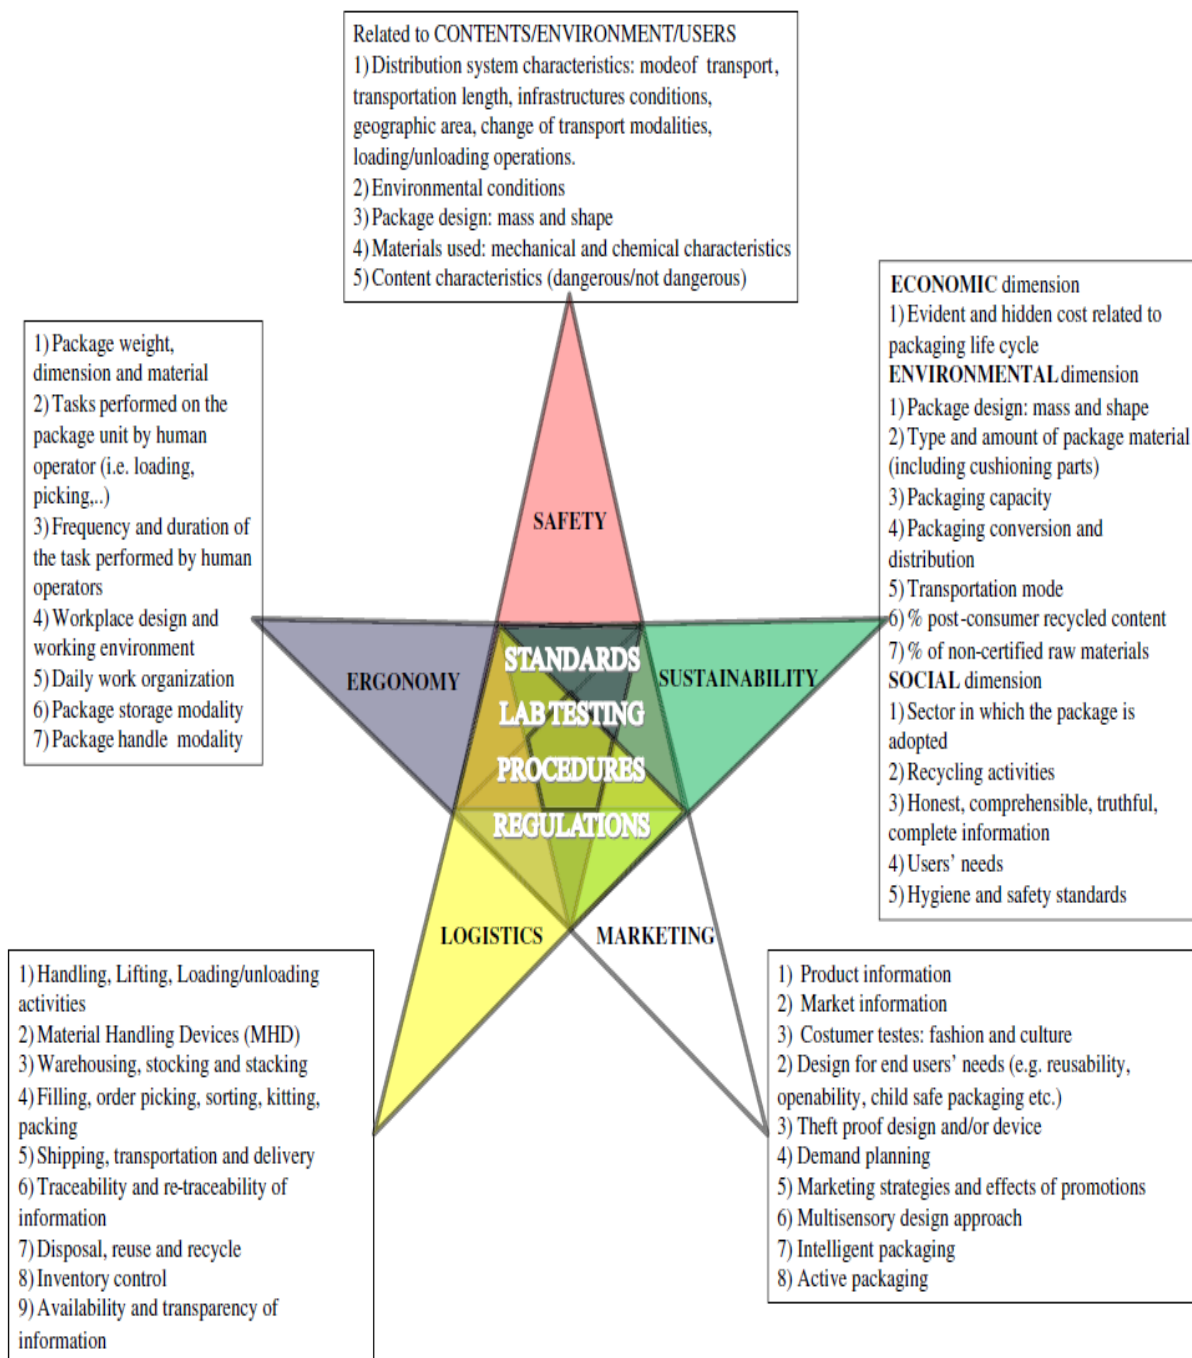 Related to CONTENTS/ENVIRONMENT/USERS
1) Distribution system characteristics: modeof transport,
transportation length, infrastructures conditions,
geographic area, change of transport modalities,
loading/unloading operations.
2) Environmental conditions
3) Package design: mass and shape
4) Materials used: mechanical and chemical characteristics
5) Content characteristics (dangerous/not dangerous)
1) Package weight,
dimension and material
2) Tasks performed on the
package unit by human
operator (i.e. loading,
picking,..)
3) Frequency and duration of
the task performed by human
operators
4) Workplace design and
working environment
5) Daily work organization
6) Package storage modality
7) Package handle modality
ECONOMIC dimension
1) Evident and hidden cost related to
packaging life cycle
ENVIRONMENTAL dimension
1) Package design: mass and shape
2) Type and amount of package material
(including cushioning parts)
3) Packaging capacity
4) Packaging conversion and
distribution
5) Transportation mode
6) % post-consumer recycled content
7) % of non-certified raw materials
SOCIAL dimension
1) Sector in which the package is
adopted
2) Recycling activities
3) Honest, comprehensible, truthful,
complete information
4) Users' needs
5) Hygiene and safety standards
SAFETY
ERGONOMY
SUSTAINABILITY
STANDARDS
LAB TESTING
PROCEDURES
REGULATIONS
LOGISTICS
MARKETING
1) Handling, Lifting, Loading/unloading
activities
2) Material Handling Devices (MHD)
3) Warehousing, stocking and stacking
4) Filling, order picking, sorting, kitting,
packing
5) Shipping, transportation and delivery
6) Traceability and re-traceability of
information
7) Disposal, reuse and recycle
8) Inventory control
9) Availability and transparency of
information
1) Product information
2) Market information
3) Costumer testes: fashion and culture
2) Design for end users' needs (e.g. reusability,
openability, child safe packaging etc.)
3) Theft proof design and/or device
4) Demand planning
5) Marketing strategies and effects of promotions
6) Multisensory design approach
7) Intelligent packaging
8) Active packaging